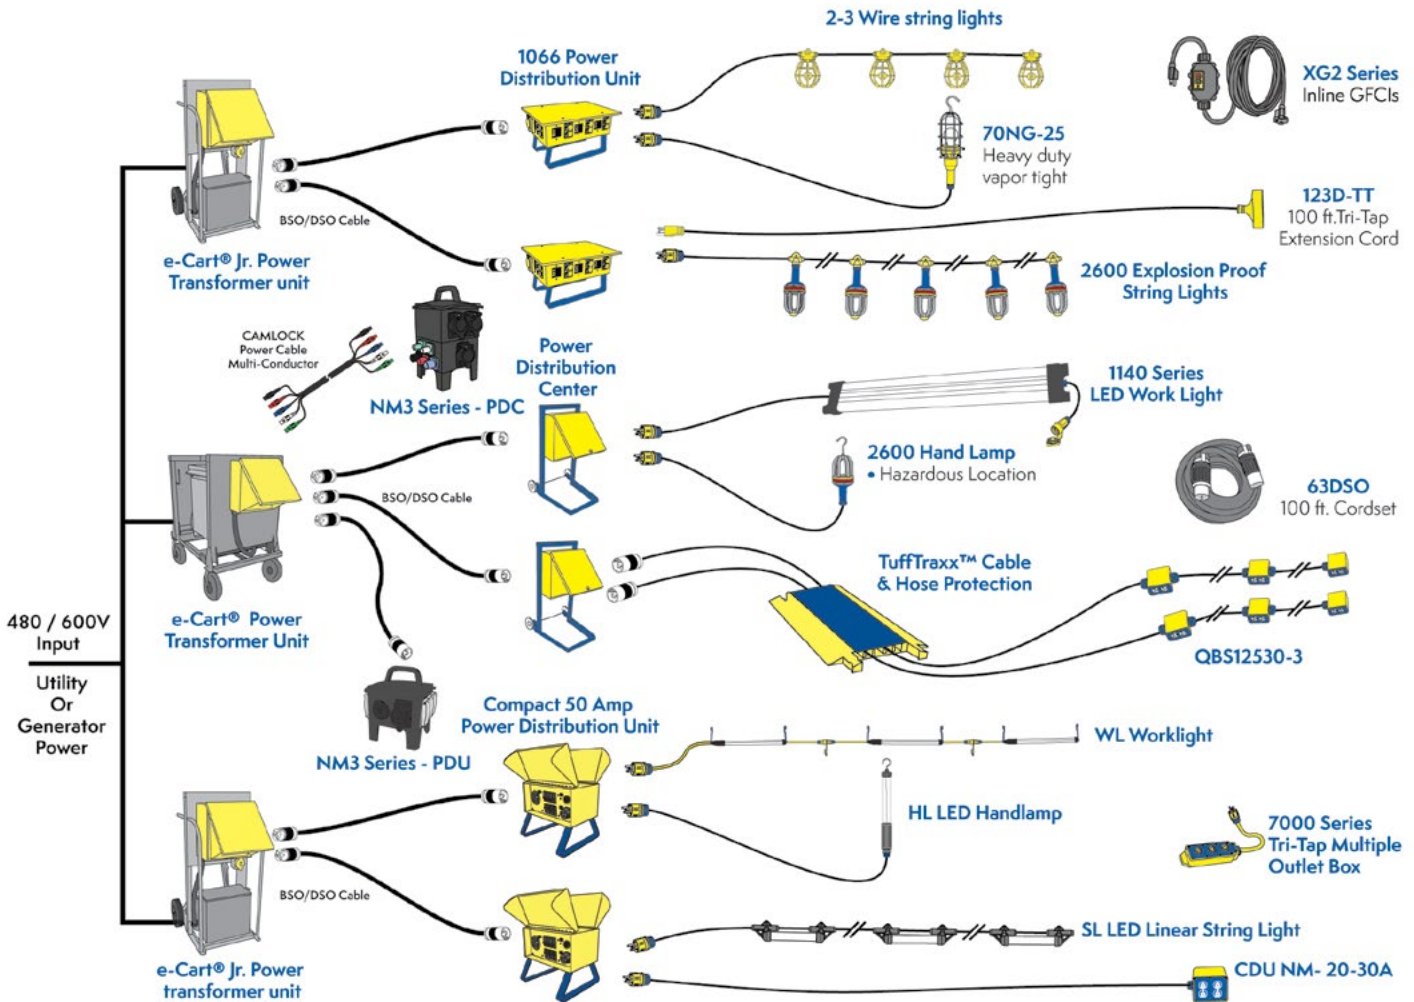 2-3 Wire string lights
1066 Power
Distribution Unit
XG2 Series
Inline GFCIs
70NG-25
Heavy duty
vapor tight
123D-TT
100 ft.Tri-Tap
Extension Cord
BSO/DSO Cable
e-Cart® Jr. Power
Transformer unit
2600 Explosion Proof
String Lights
CAMLOCK
Power Cable
Multi-Conductor
NM3 Series - PDC
Power
Distribution
Center
1140 Series
LED Work Light
2600 Hand Lamp
• Hazardous Location
63DSO
100 ft. Cordset
BSO/DSO Cable
TuffTraxx™ Cable
& Hose Protection
e-Cart® Power
Transformer Unit
480 / 600V
Input
Utility
Or
Generator
Power
QBS12530-3
NM3 Series - PDU
Compact 50 Amp
Power Distribution Unit
WL Worklight
HL LED Handlamp
7000 Series
Tri-Tap Multiple
Outlet Box
BSO/DSO Cable
SL LED Linear String Light
e-Cart® Jr. Power
transformer unit
CDU NM- 20-30A